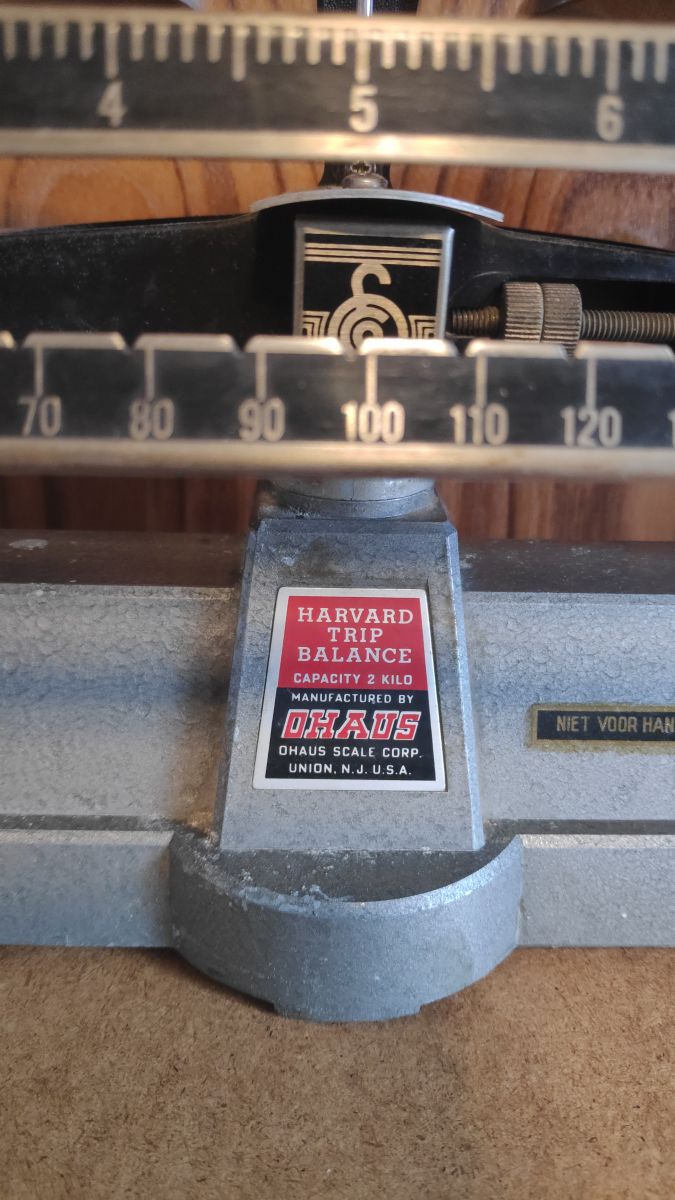 4 5 6
70 80 90 100 110 120
HARVARD
TRIP
BALANCE
CAPACITY 2 KILO
MANUFACTURED BY
OHAUS
OHAUS SCALE CORP.
UNION, N.J. U.S.A.
NIET VOOR